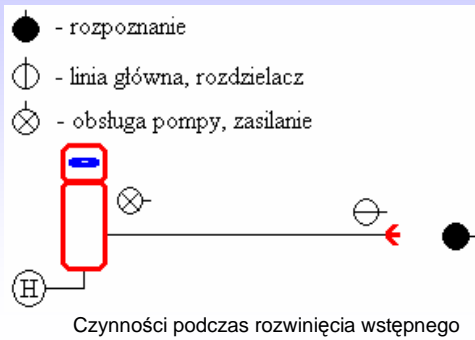 - rozpoznanie
- linia główna, rozdzielacz
- obsługa pompy, zasilanie
H
Czynności podczas rozwinięcia wstępnego